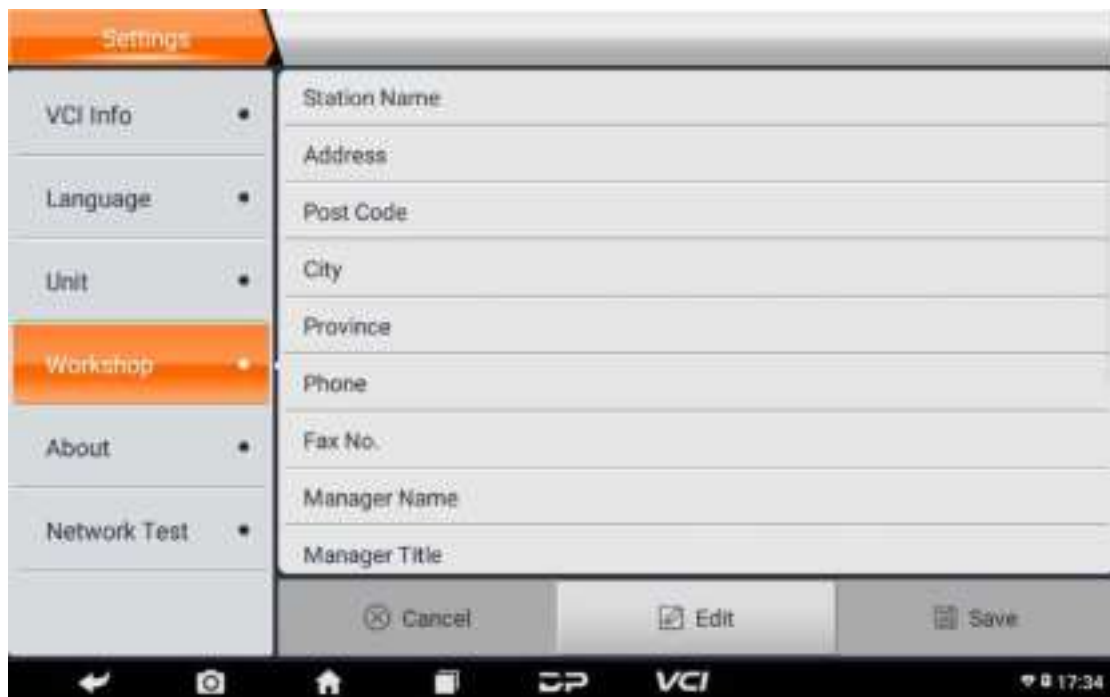 Settings
VCI Info
Language
Unit
Workshop
About
Network Test
Station Name
Address
Post Code
City
Province
Phone
Fax No.
Manager Name
Manager Title
Cancel
Edit
Save
DP
VCI
17:34